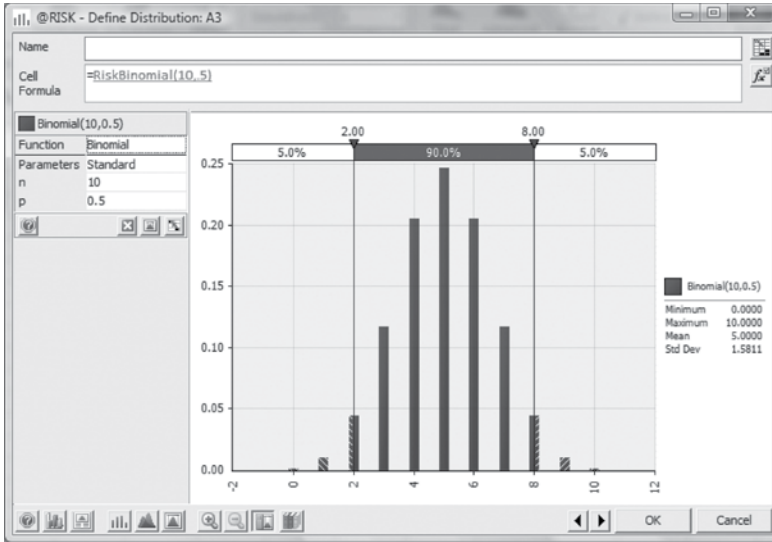 @RISK - Define Distribution: A3
Name
Cell Formula
=RiskBinomial(10,.5)
Binomial(10,0.5)
Function Binomial
Parameters Standard
n 10
p 0.5
2.00 8.00
5.0% 90.0% 5.0%
0.25
0.20
0.15
0.10
0.05
0.00
-2 0 2 4 6 8 10 12
Binomial(10,0.5)
Minimum 0.0000
Maximum 10.0000
Mean 5.0000
Std Dev 1.5811
OK Cancel